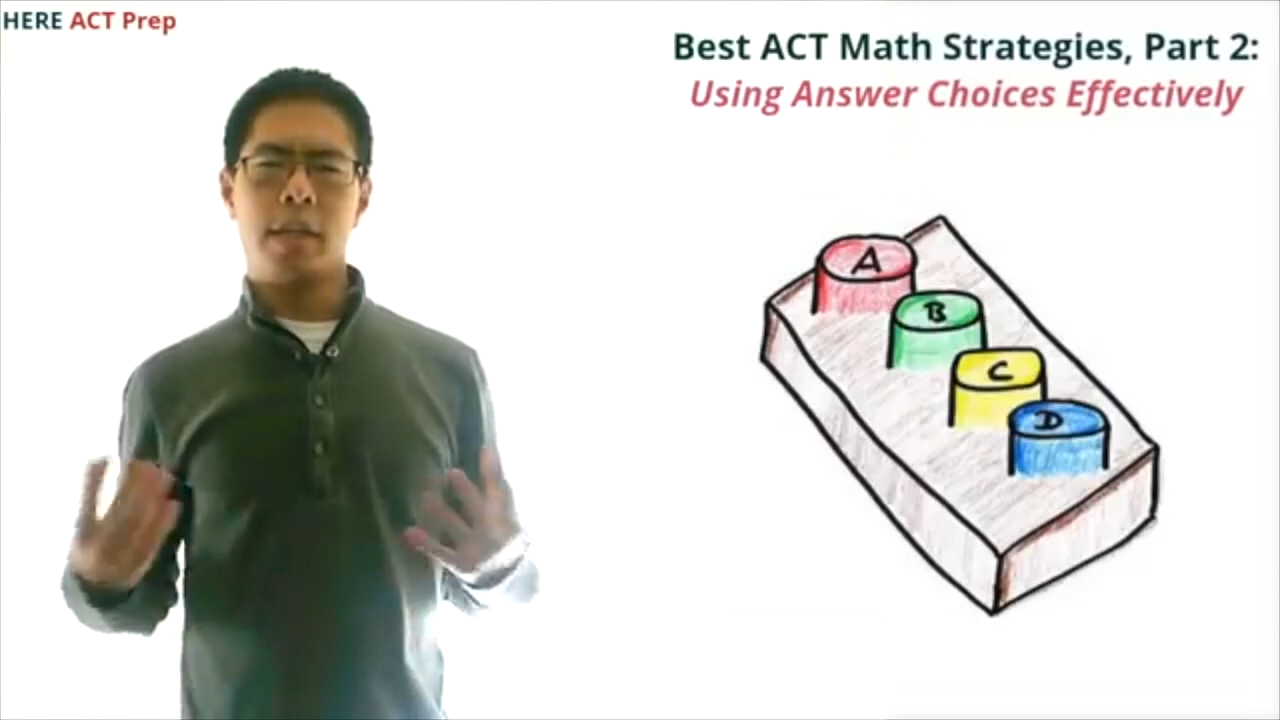 HERE ACT Prep
Best ACT Math Strategies, Part 2:
Using Answer Choices Effectively
A
B
C
D